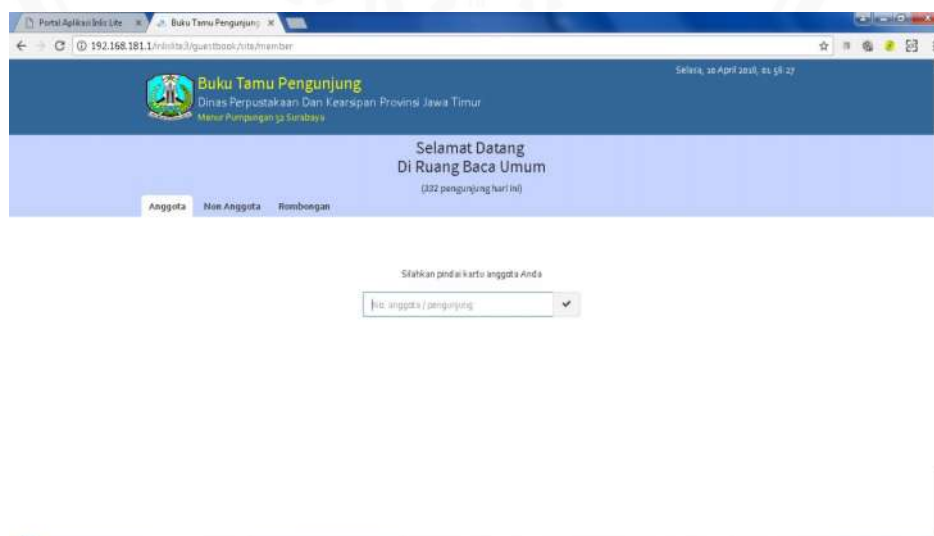 Portal Aplikasi Inlis Lite
Buku Tamu Pengunjung
192.168.181.1/inlislite3/guestbook/site/member
Selasa, 10 April 2018, 01 56 27
Buku Tamu Pengunjung
Dinas Perpustakaan Dan Kearsipan Provinsi Jawa Timur
Menur Pumpungan 32 Surabaya
Selamat Datang
Di Ruang Baca Umum
(332 pengunjung hari ini)
Anggota Non Anggota Rombongan
Silahkan pindai kartu anggota Anda
No. anggota / pengunjung